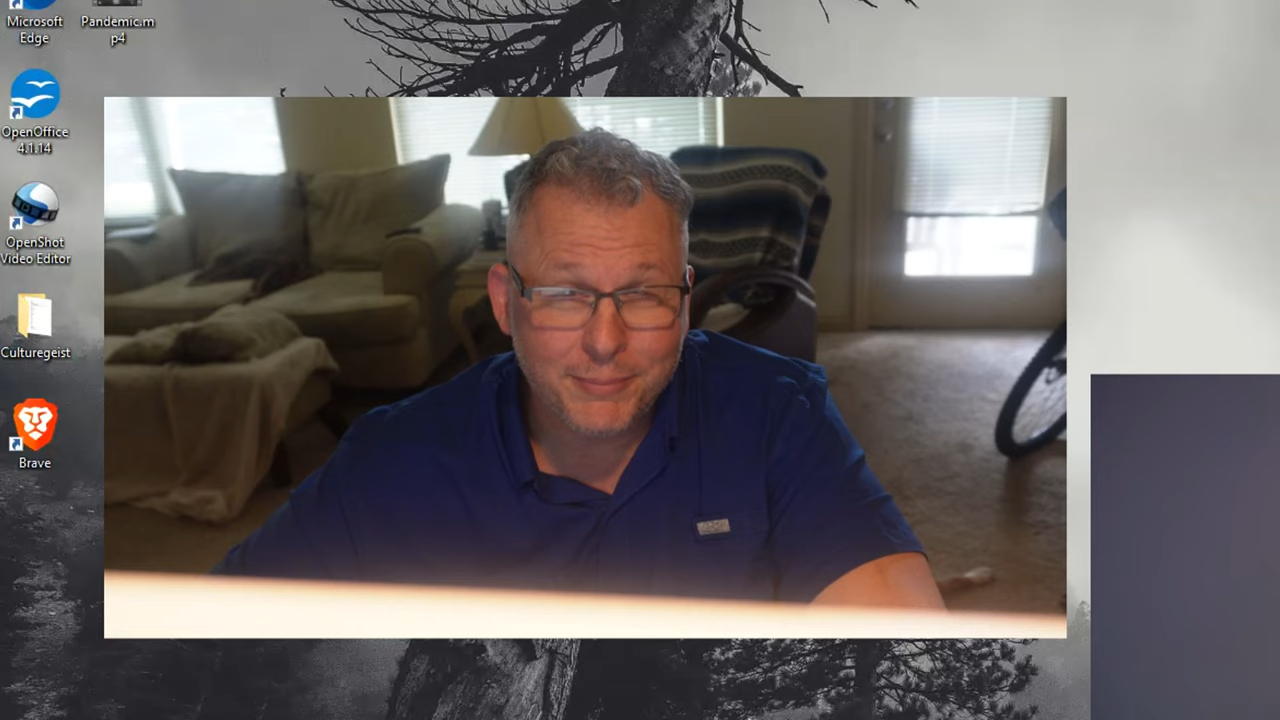 Microsoft
Edge
Pandemic.m
p4
OpenOffice
4.1.14
OpenShot
Video Editor
Culturegeist
Brave